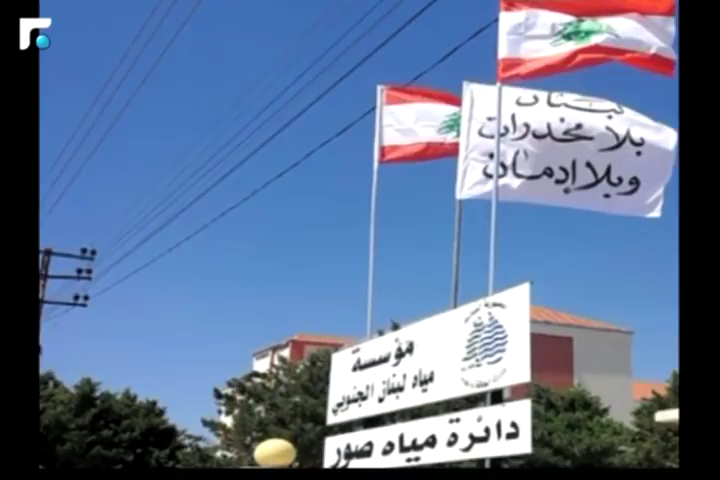 لبنان
بلا مخدرات
وبلا إدمان
مؤسسة
مياه لبنان الجنوبي
دائرة مياه صور